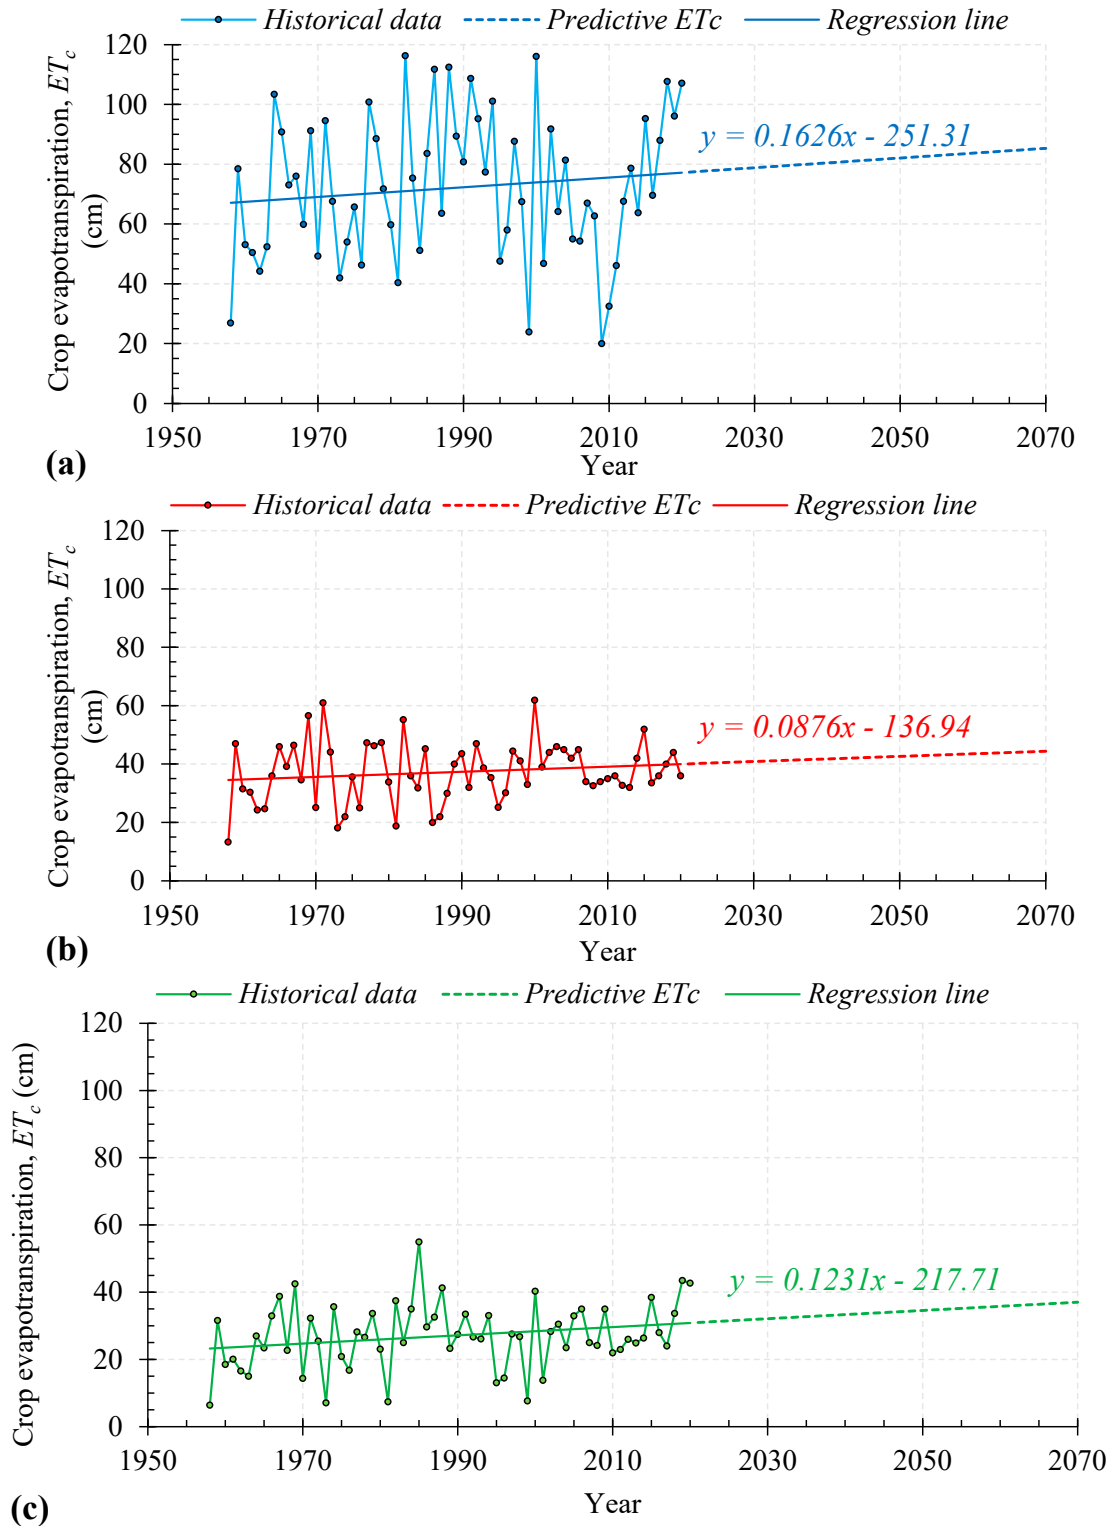 Historical data Predictive ETc Regression line
120
100
80
60
40
20
0
Crop evapotranspiration, ETc
(cm)
y = 0.1626x - 251.31
1950 1970 1990 2010 2030 2050 2070
Year
(a)
Historical data Predictive ETc Regression line
120
100
80
60
40
20
0
Crop evapotranspiration, ETc
(cm)
y = 0.0876x - 136.94
1950 1970 1990 2010 2030 2050 2070
Year
(b)
Historical data Predictive ETc Regression line
120
100
80
60
40
20
0
Crop evapotranspiration, ETc (cm)
y = 0.1231x - 217.71
1950 1970 1990 2010 2030 2050 2070
Year
(c)